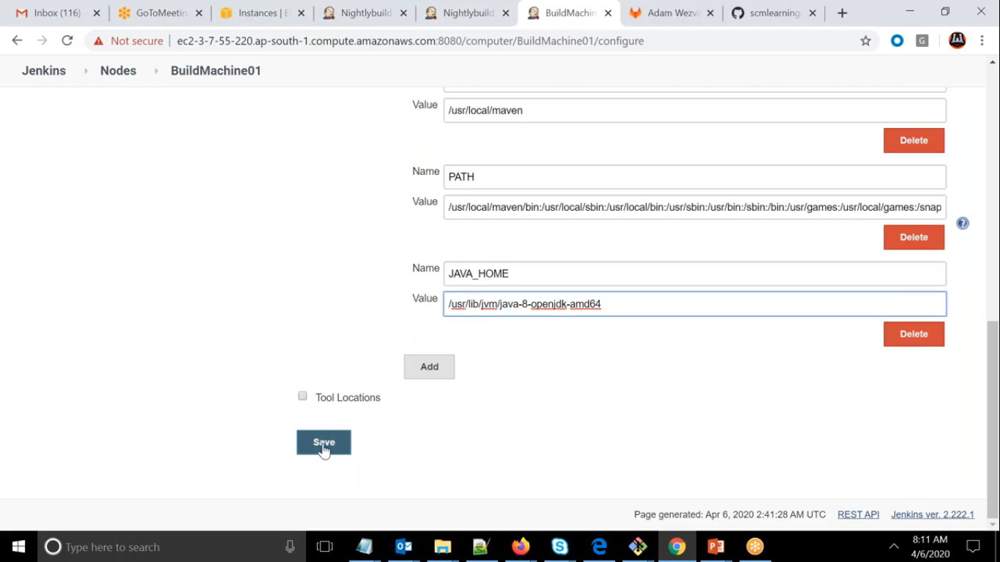 Inbox (116)
GoToMeetin
Instances | E
Nightlybuild
Nightlybuild
BuildMachin
Adam Wezva
scmlearning
Not secure
ec2-3-7-55-220.ap-south-1.compute.amazonaws.com:8080/computer/BuildMachine01/configure
G
Jenkins
Nodes
BuildMachine01
Value
/usr/local/maven
Delete
Name
PATH
Value
/usr/local/maven/bin:/usr/local/sbin:/usr/local/bin:/usr/sbin:/usr/bin:/sbin:/bin:/usr/games:/usr/local/games:/snap
Delete
Name
JAVA_HOME
Value
/usr/lib/jvm/java-8-openjdk-amd64
Delete
Add
Tool Locations
Save
Page generated: Apr 6, 2020 2:41:28 AM UTC
REST API
Jenkins ver. 2.222.1
Type here to search
8:11 AM
4/6/2020